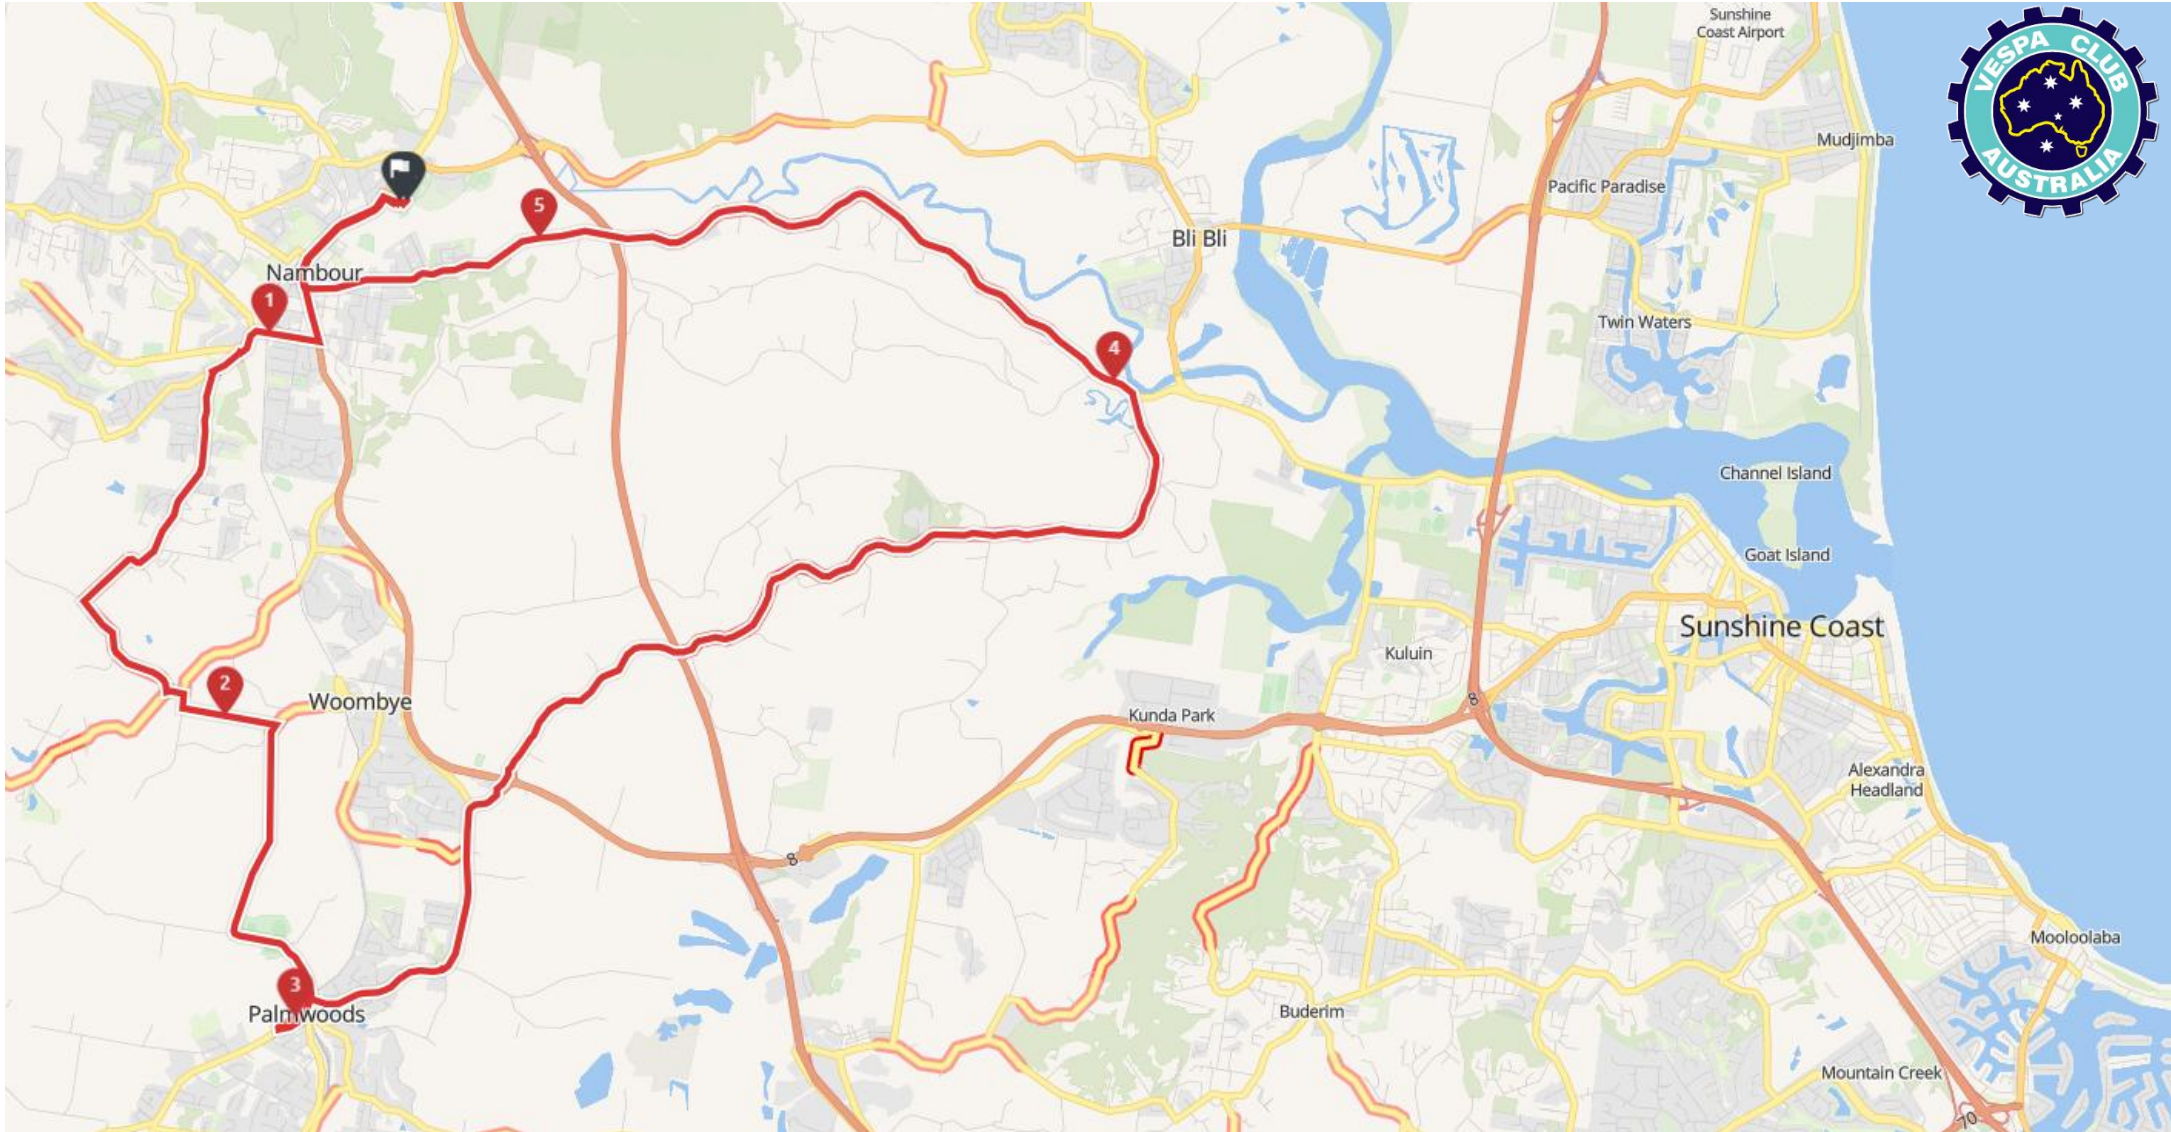 Sunshine
Coast Airport
VESPA CLUB
AUSTRALIA
Mudjimba
Pacific Paradise
5
Bli Bli
Nambour
1
Twin Waters
4
Channel Island
Goat Island
Sunshine Coast
Kuluin
2
Woombye
8
Kunda Park
Alexandra
Headland
8
Mooloolaba
3
Palmwoods
Buderim
Mountain Creek
70